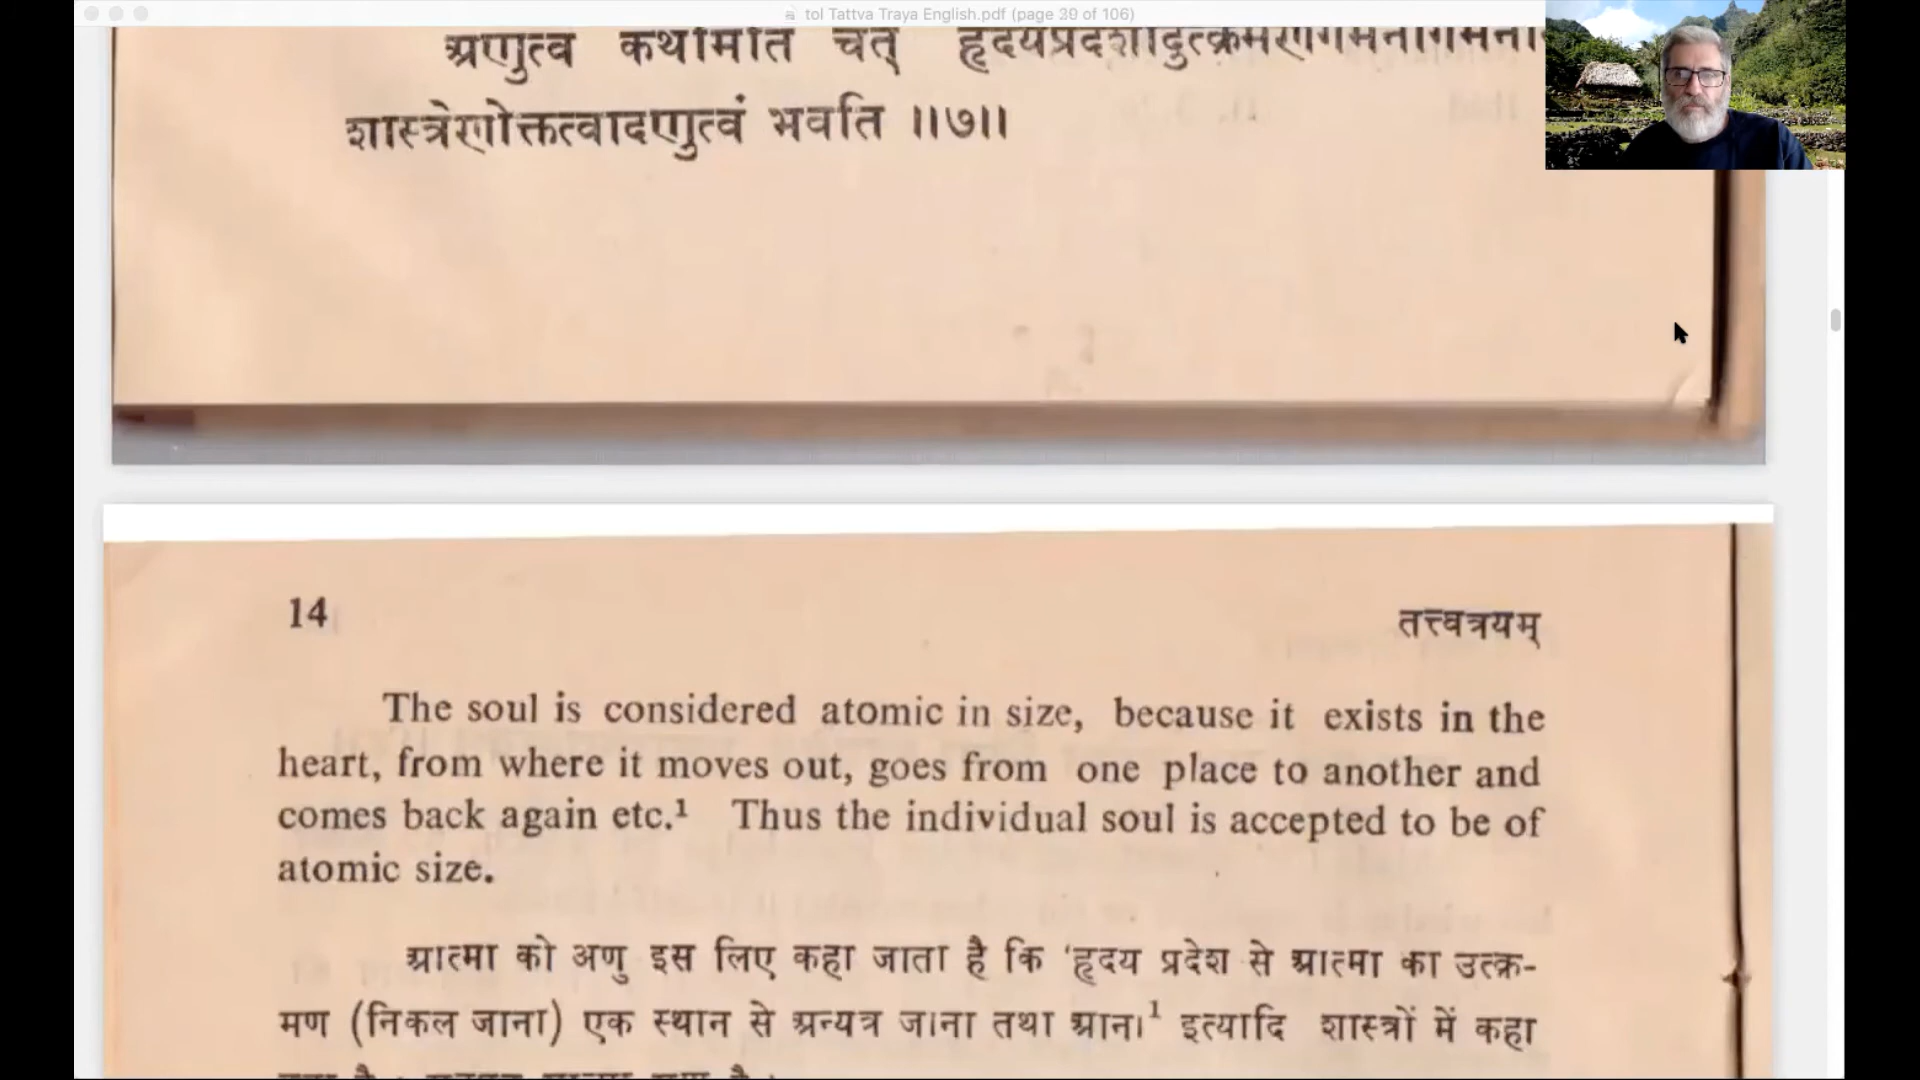 tol Tattva Traya English.pdf (page 39 of 106)
अणुत्व कथमिति चेत्
शास्त्रेणोक्तत्वादणुत्वं भवति ॥७॥
14 तत्त्वत्रयम्
The soul is considered atomic in size, because it exists in the
heart, from where it moves out, goes from one place to another and
comes back again etc.¹ Thus the individual soul is accepted to be of
atomic size.
आत्मा को अणु इस लिए कहा जाता है कि 'हृदय प्रदेश से आत्मा का उत्क्र-
मण (निकल जाना) एक स्थान से अन्यत्र जाना तथा आना¹ इत्यादि शास्त्रों में कहा